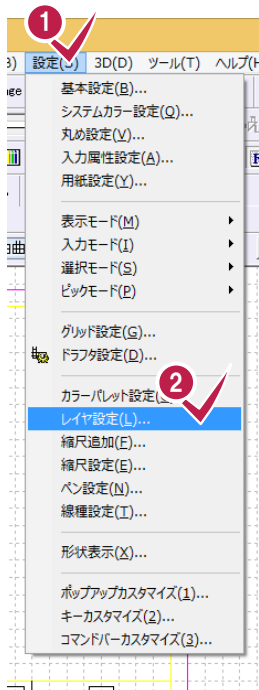 1
設定(S) 3D(D) ツール(T) ヘルプ(H
基本設定(B)...
システムカラー設定(O)...
丸め設定(V)...
入力属性設定(A)...
用紙設定(Y)...
表示モード(M)
入力モード(I)
選択モード(S)
ピックモード(P)
グリッド設定(G)...
ドラフタ設定(D)...
カラーパレット設定
2
レイヤ設定(L)...
縮尺追加(F)...
縮尺設定(E)...
ペン設定(N)...
線種設定(T)...
形状表示(X)...
ポップアップカスタマイズ(1)...
キーカスタマイズ(2)...
コマンドバーカスタマイズ(3)...